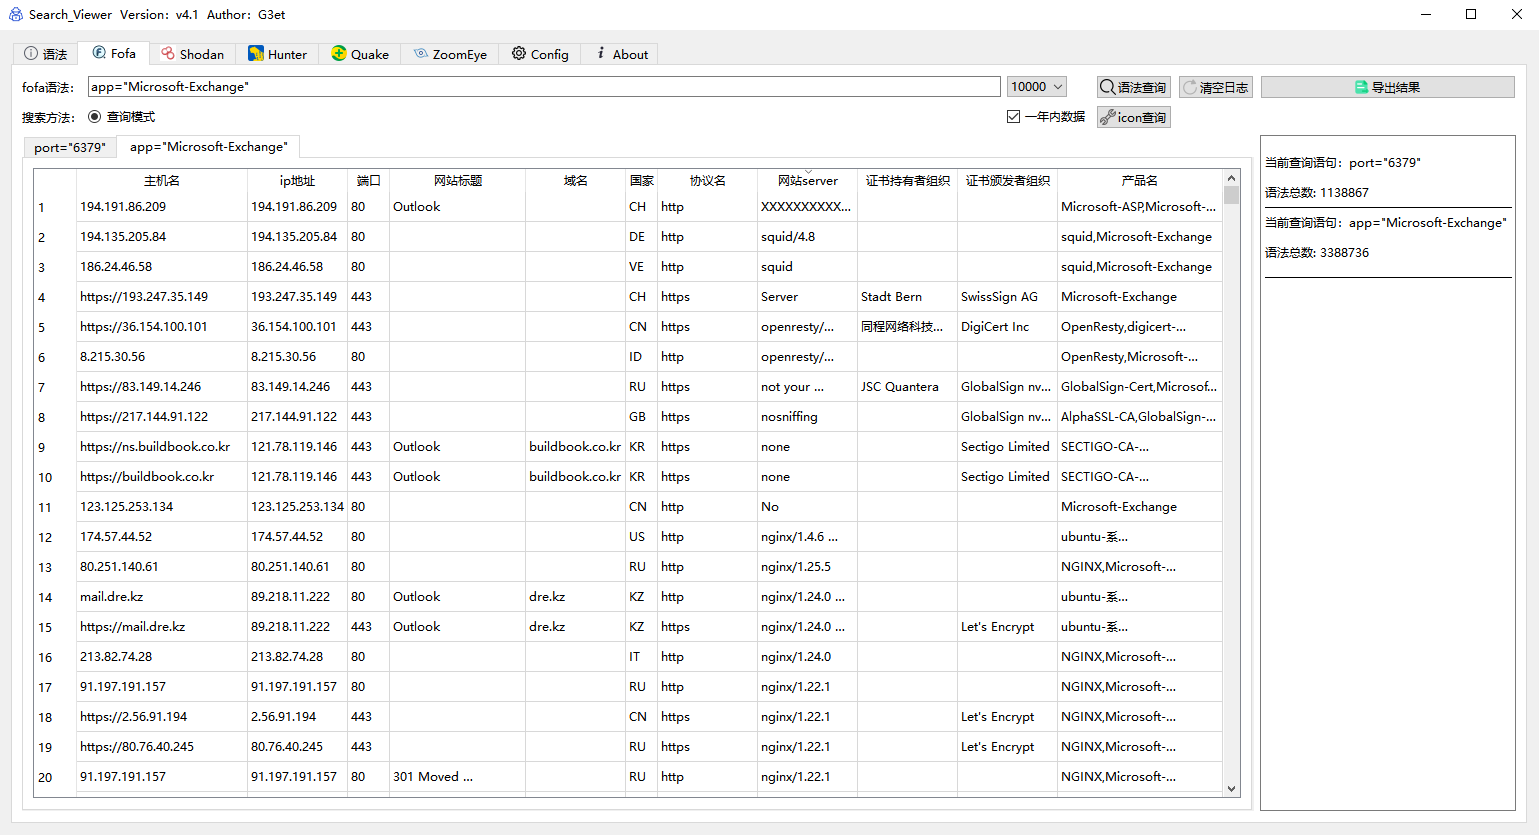 Search_Viewer Version: v4.1 Author: G3et
语法 Fofa Shodan Hunter Quake ZoomEye Config About
fofa语法: app="Microsoft-Exchange" 10000 语法查询 清空日志 导出结果
搜索方法: 查询模式 一年内数据 icon查询
port="6379" app="Microsoft-Exchange"
主机名 ip地址 端口 网站标题 域名 国家 协议名 网站server 证书持有者组织 证书颁发者组织 产品名
1 194.191.86.209 194.191.86.209 80 Outlook CH http XXXXXXXXXX... Microsoft-ASP,Microsoft-...
2 194.135.205.84 194.135.205.84 80 DE http squid/4.8 squid,Microsoft-Exchange
3 186.24.46.58 186.24.46.58 80 VE http squid squid,Microsoft-Exchange
4 https://193.247.35.149 193.247.35.149 443 CH https Server Stadt Bern SwissSign AG Microsoft-Exchange
5 https://36.154.100.101 36.154.100.101 443 CN https openresty/... 同程网络科技... DigiCert Inc OpenResty,digicert-...
6 8.215.30.56 8.215.30.56 80 ID http openresty/... OpenResty,Microsoft-...
7 https://83.149.14.246 83.149.14.246 443 RU https not your ... JSC Quantera GlobalSign nv... GlobalSign-Cert,Microsof...
8 https://217.144.91.122 217.144.91.122 443 GB https nosniffing GlobalSign nv... AlphaSSL-CA,GlobalSign-...
9 https://ns.buildbook.co.kr 121.78.119.146 443 Outlook buildbook.co.kr KR https none Sectigo Limited SECTIGO-CA-...
10 https://buildbook.co.kr 121.78.119.146 443 Outlook buildbook.co.kr KR https none Sectigo Limited SECTIGO-CA-...
11 123.125.253.134 123.125.253.134 80 CN http No Microsoft-Exchange
12 174.57.44.52 174.57.44.52 80 US http nginx/1.4.6 ... ubuntu-系...
13 80.251.140.61 80.251.140.61 80 RU http nginx/1.25.5 NGINX,Microsoft-...
14 mail.dre.kz 89.218.11.222 80 Outlook dre.kz KZ http nginx/1.24.0 ... ubuntu-系...
15 https://mail.dre.kz 89.218.11.222 443 Outlook dre.kz KZ https nginx/1.24.0 ... Let's Encrypt ubuntu-系...
16 213.82.74.28 213.82.74.28 80 IT http nginx/1.24.0 NGINX,Microsoft-...
17 91.197.191.157 91.197.191.157 80 RU http nginx/1.22.1 NGINX,Microsoft-...
18 https://2.56.91.194 2.56.91.194 443 CN https nginx/1.22.1 Let's Encrypt NGINX,Microsoft-...
19 https://80.76.40.245 80.76.40.245 443 RU https nginx/1.22.1 Let's Encrypt NGINX,Microsoft-...
20 91.197.191.157 91.197.191.157 80 301 Moved ... RU http nginx/1.22.1 NGINX,Microsoft-...
当前查询语句: port="6379"
语法总数: 1138867
当前查询语句: app="Microsoft-Exchange"
语法总数: 3388736